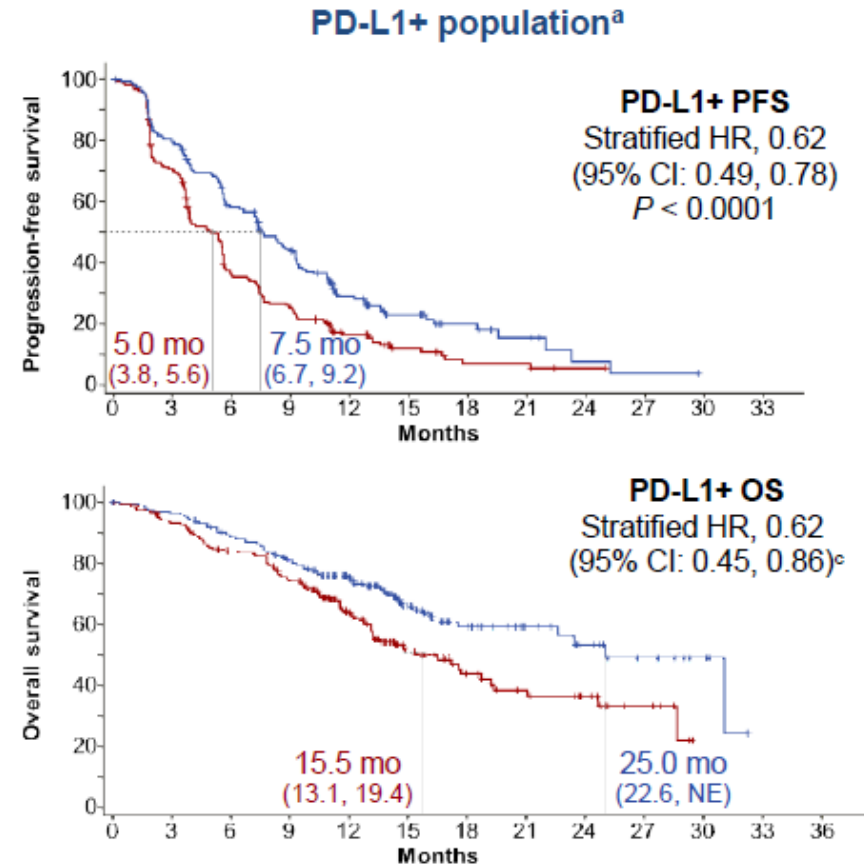 PD-L1+ populationᵃ
PD-L1+ PFS
Stratified HR, 0.62
(95% CI: 0.49, 0.78)
P < 0.0001
Progression-free survival
100
80
60
40
20
0
5.0 mo
(3.8, 5.6)
7.5 mo
(6.7, 9.2)
0 3 6 9 12 15 18 21 24 27 30 33
Months
PD-L1+ OS
Stratified HR, 0.62
(95% CI: 0.45, 0.86)ᶜ
Overall survival
100
80
60
40
20
0
15.5 mo
(13.1, 19.4)
25.0 mo
(22.6, NE)
0 3 6 9 12 15 18 21 24 27 30 33 36
Months